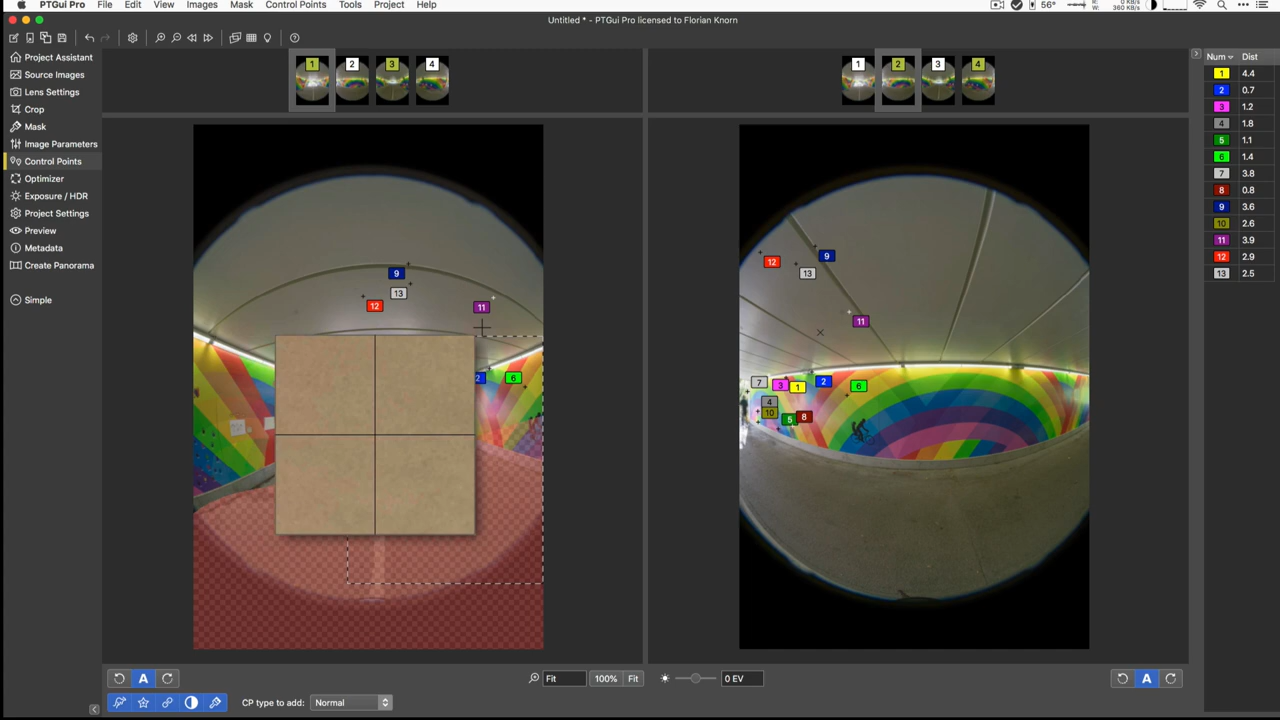 PTGui Pro File Edit View Images Mask Control Points Tools Project Help 56° R: 0 KB/s W: 360 KB/s
Untitled * - PTGui Pro licensed to Florian Knorn
Project Assistant
Source Images
Lens Settings
Crop
Mask
Image Parameters
Control Points
Optimizer
Exposure / HDR
Project Settings
Preview
Metadata
Create Panorama
Simple
1 2 3 4
1 2 3 4
9
13
12
11
2
6
12
9
13
11
7
3
1
2
6
4
10
5
8
Num Dist
1 4.4
2 0.7
3 1.2
4 1.8
5 1.1
6 1.4
7 3.8
8 0.8
9 3.6
10 2.6
11 3.9
12 2.9
13 2.5
A Fit 100% Fit 0 EV A
CP type to add: Normal